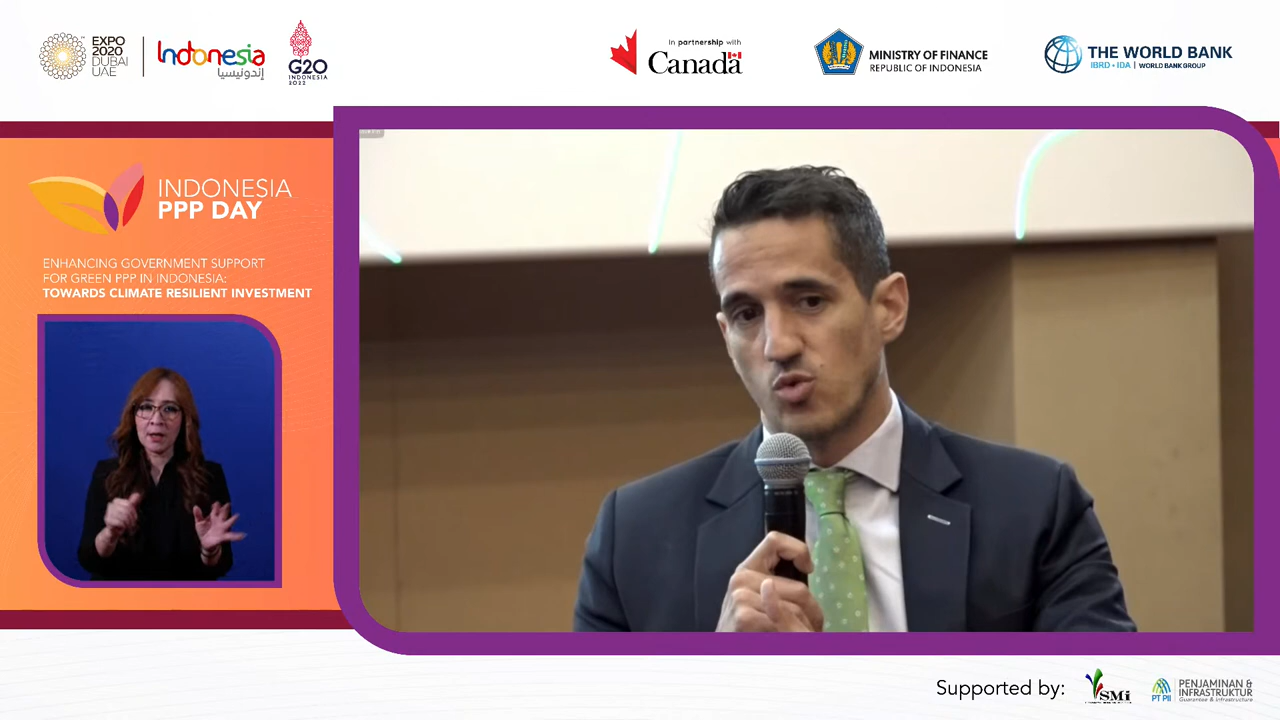 EXPO
2020
DUBAI
UAE
Indonesia
إندونيسيا
G20
INDONESIA
2022
In partnership with
Canada
MINISTRY OF FINANCE
REPUBLIC OF INDONESIA
THE WORLD BANK
IBRD • IDA | WORLD BANK GROUP
INDONESIA
PPP DAY
ENHANCING GOVERNMENT SUPPORT
FOR GREEN PPP IN INDONESIA:
TOWARDS CLIMATE RESILIENT INVESTMENT
Supported by:
SMi
PT PII
PENJAMINAN &
INFRASTRUKTUR
Guarantee & Infrastructure